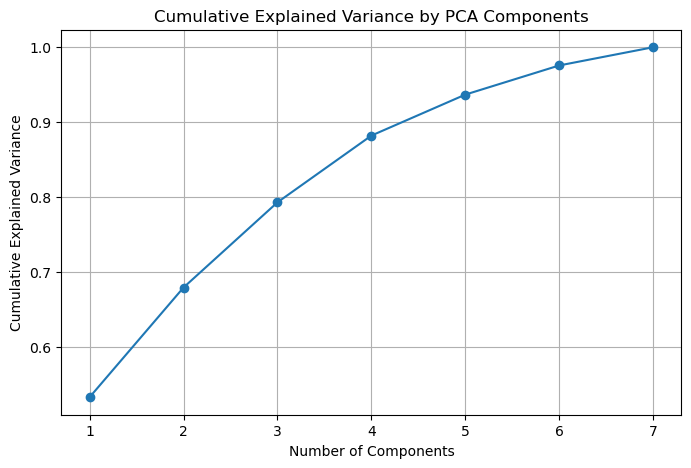 Cumulative Explained Variance by PCA Components
1.0
0.9
0.8
0.7
0.6
Cumulative Explained Variance
1 2 3 4 5 6 7
Number of Components